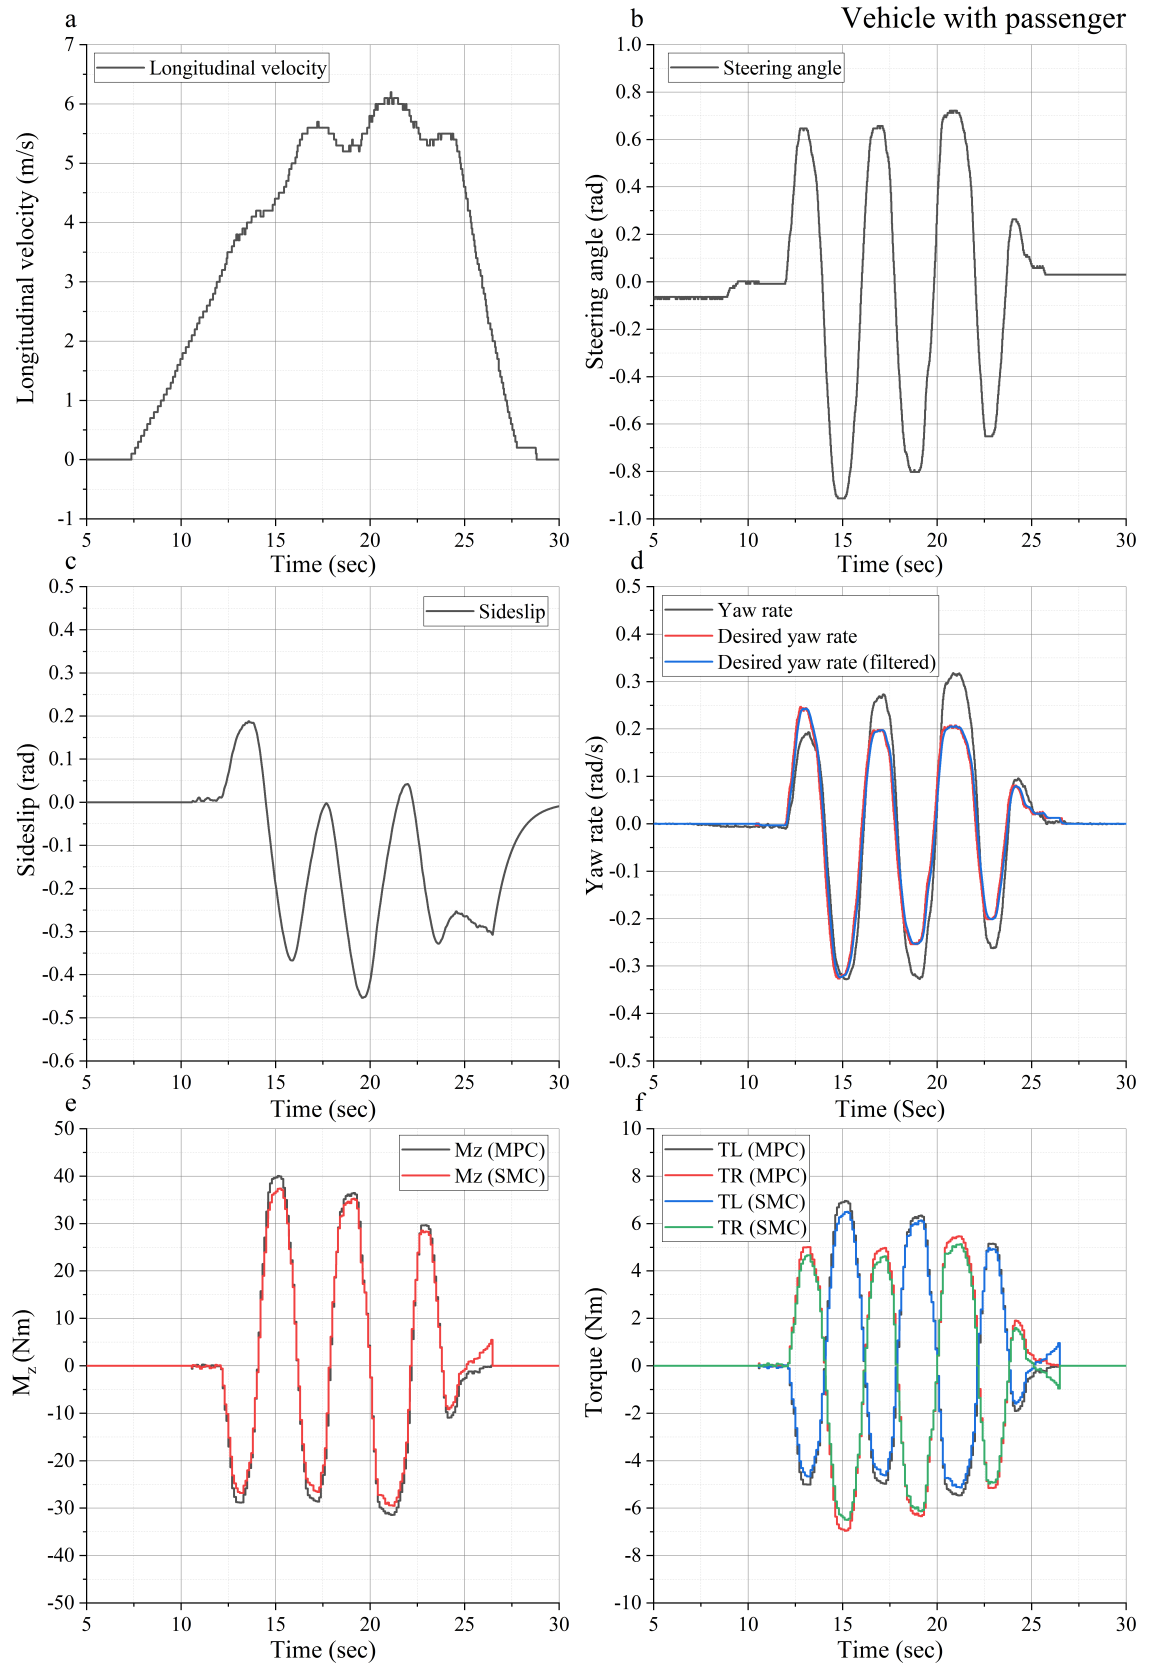 Vehicle with passenger
a
Longitudinal velocity
7
6
5
4
3
2
1
0
-1
Longitudinal velocity (m/s)
5 10 15 20 25 30
Time (sec)
b
Steering angle
1.0
0.8
0.6
0.4
0.2
0.0
-0.2
-0.4
-0.6
-0.8
-1.0
Steering angle (rad)
5 10 15 20 25 30
Time (sec)
c
Sideslip
0.5
0.4
0.3
0.2
0.1
0.0
-0.1
-0.2
-0.3
-0.4
-0.5
-0.6
Sideslip (rad)
5 10 15 20 25 30
Time (sec)
d
Yaw rate
Desired yaw rate
Desired yaw rate (filtered)
0.5
0.4
0.3
0.2
0.1
0.0
-0.1
-0.2
-0.3
-0.4
-0.5
Yaw rate (rad/s)
5 10 15 20 25 30
Time (Sec)
e
Mz (MPC)
Mz (SMC)
50
40
30
20
10
0
-10
-20
-30
-40
-50
Mz (Nm)
5 10 15 20 25 30
Time (sec)
f
TL (MPC)
TR (MPC)
TL (SMC)
TR (SMC)
10
8
6
4
2
0
-2
-4
-6
-8
-10
Torque (Nm)
5 10 15 20 25 30
Time (sec)